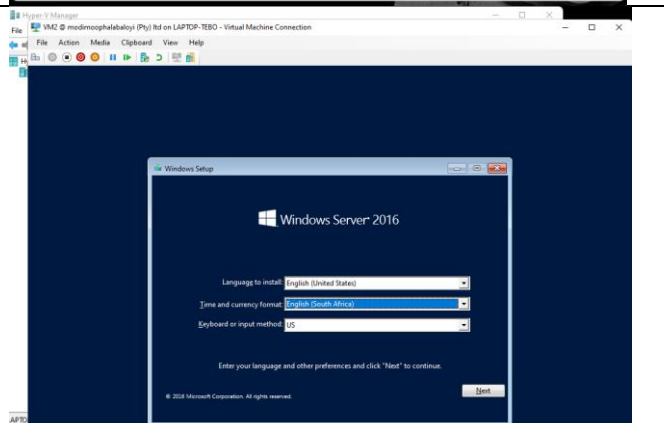 Hyper-V Manager
File
VM2 @ modimoophalabaloyi (Pty) ltd on LAPTOP-TEBO - Virtual Machine Connection
File Action Media Clipboard View Help
Windows Setup
Windows Server 2016
Language to install: English (United States)
Time and currency format: English (South Africa)
Keyboard or input method: US
Enter your language and other preferences and click "Next" to continue.
© 2016 Microsoft Corporation. All rights reserved.
Next